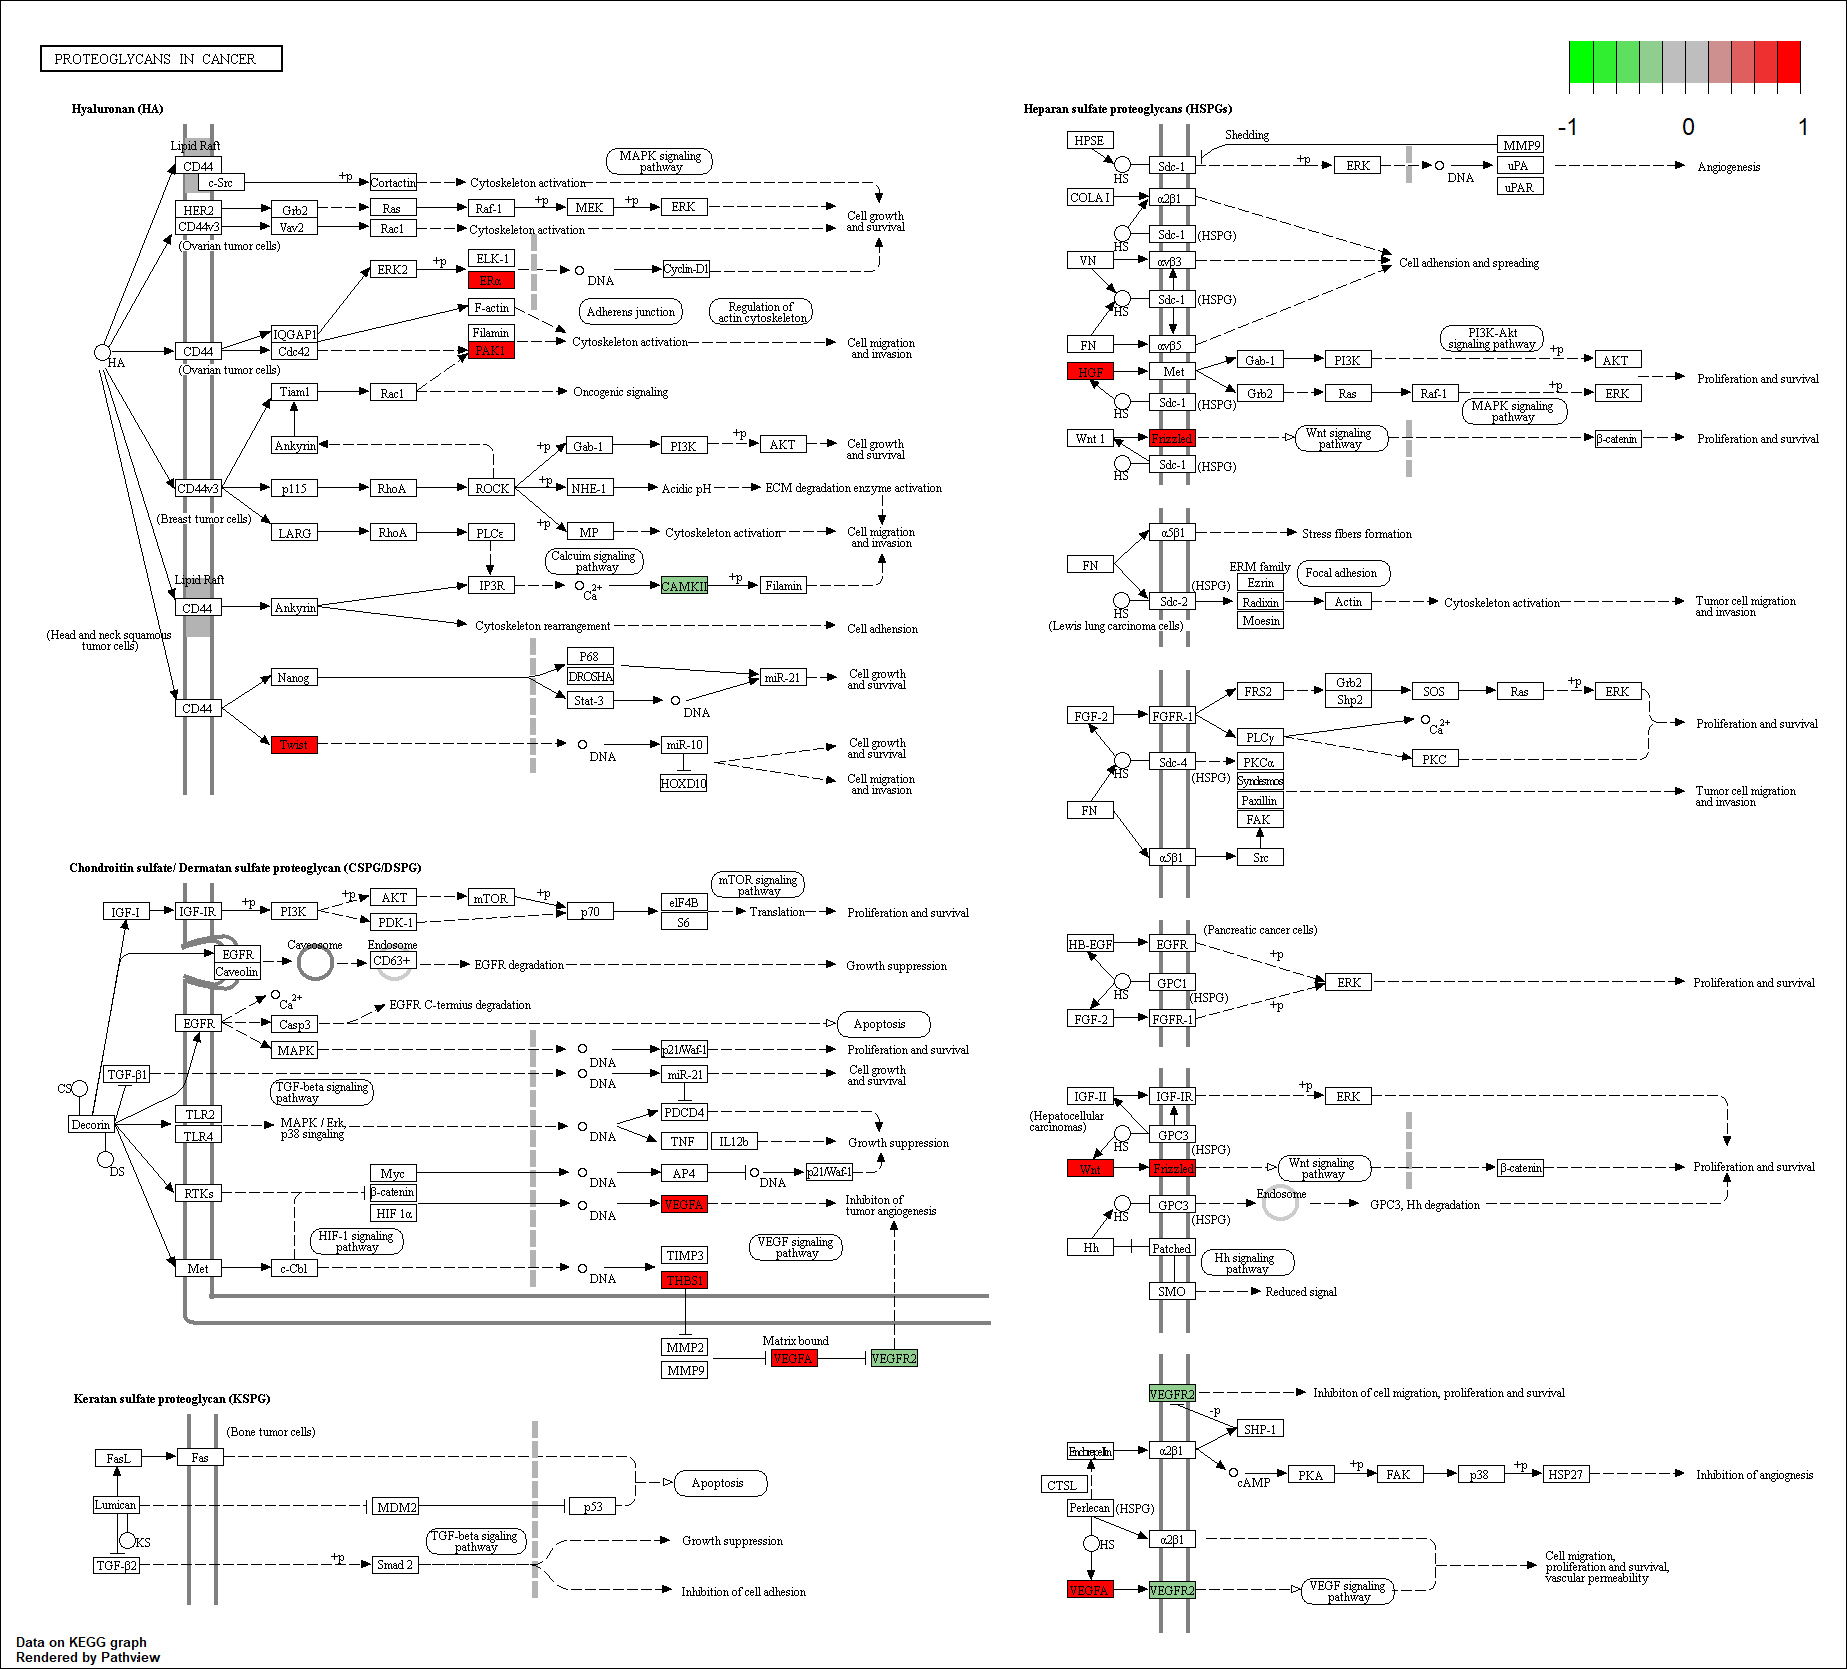 PROTEOGLYCANS IN CANCER
-1 0 1
Hyaluronan (HA)
Lipid Raft
CD44
c-Src
+p
Cortactin
Cytoskeleton activation
MAPK signaling
pathway
HER2
Grb2
Ras
Raf-1
+p
MEK
+p
ERK
Cell growth
and survival
CD44v3
Vav2
Rac1
Cytoskeleton activation
(Ovarian tumor cells)
ERK2
+p
ELK-1
ERα
DNA
Cyclin-D1
F-actin
Adherens junction
Regulation of
actin cytoskeleton
HA
CD44
IQGAP1
Cdc42
Filamin
PAK1
Cytoskeleton activation
Cell migration
and invasion
(Ovarian tumor cells)
Tiam1
Rac1
Oncogenic signaling
Ankyrin
+p
Gab-1
PI3K
+p
AKT
Cell growth
and survival
CD44v3
p115
RhoA
ROCK
+p
NHE-1
Acidic pH
ECM degradation enzyme activation
(Breast tumor cells)
LARG
RhoA
PLCε
+p
MP
Cytoskeleton activation
Cell migration
and invasion
Calcuim signaling
pathway
Lipid Raft
CD44
Ankyrin
IP3R
Ca2+
CAMKII
+p
Filamin
Cytoskeleton rearrangement
Cell adhesion
(Head and neck squamous
tumor cells)
Nanog
P68
DROSHA
Stat-3
DNA
miR-21
Cell growth
and survival
CD44
Twist
DNA
miR-10
HOXD10
Cell growth
and survival
Cell migration
and invasion
Chondroitin sulfate/ Dermatan sulfate proteoglycan (CSPG/DSPG)
IGF-I
IGF-IR
+p
PI3K
+p
AKT
PDK-1
mTOR
+p
p70
eIF4B
S6
mTOR signaling
pathway
Translation
Proliferation and survival
EGFR
Caveolin
Caveosome
Endosome
CD63+
EGFR degradation
Growth suppression
Ca2+
EGFR C-termius degradation
EGFR
Casp3
Apoptosis
MAPK
DNA
p21/Waf-1
Proliferation and survival
TGF-β1
DNA
miR-21
Cell growth
and survival
CS
TGF-beta signaling
pathway
Decorin
TLR2
TLR4
MAPK / Erk,
p38 singaling
DNA
PDCD4
TNF
IL12b
Growth suppression
DS
Myc
DNA
AP4
DNA
p21/Waf-1
RTKs
β-catenin
HIF 1α
DNA
VEGFA
Inhibiton of
tumor angiogenesis
HIF-1 signaling
pathway
VEGF signaling
pathway
Met
c-Cbl
DNA
TIMP3
THBS1
MMP2
MMP9
Matrix bound
VEGFA
VEGFR2
Keratan sulfate proteoglycan (KSPG)
(Bone tumor cells)
FasL
Fas
Apoptosis
Lumican
MDM2
p53
KS
TGF-β2
+p
Smad 2
TGF-beta sigaling
pathway
Growth suppression
Inhibition of cell adhesion
Heparan sulfate proteoglycans (HSPGs)
HPSE
HS
Sdc-1
Shedding
+p
ERK
DNA
MMP9
uPA
uPAR
Angiogenesis
COLA I
α2β1
HS
Sdc-1
(HSPG)
VN
αvβ3
Cell adhesion and spreading
HS
Sdc-1
(HSPG)
FN
αvβ5
HGF
Met
Gab-1
PI3K
PI3K-Akt
signaling pathway
+p
AKT
Proliferation and survival
Grb2
Ras
Raf-1
+p
ERK
HS
Sdc-1
(HSPG)
MAPK signaling
pathway
Wnt 1
Frizzled
Wnt signaling
pathway
β-catenin
Proliferation and survival
HS
Sdc-1
(HSPG)
α5β1
Stress fibers formation
FN
ERM family
Ezrin
Radixin
Moesin
Focal adhesion
(HSPG)
HS
Sdc-2
Actin
Cytoskeleton activation
Tumor cell migration
and invasion
(Lewis lung carcinoma cells)
FRS2
Grb2
Shp2
SOS
Ras
+p
ERK
FGF-2
FGFR-1
Ca2+
Proliferation and survival
PLCγ
PKC
HS
Sdc-4
(HSPG)
PKCα
Syndesmos
Paxillin
FAK
Tumor cell migration
and invasion
FN
α5β1
Src
(Pancreatic cancer cells)
HB-EGF
EGFR
+p
HS
GPC1
(HSPG)
ERK
Proliferation and survival
FGF-2
FGFR-1
+p
IGF-II
IGF-IR
+p
ERK
(Hepatocellular
carcinomas)
HS
GPC3
(HSPG)
Wnt
Frizzled
Wnt signaling
pathway
β-catenin
Proliferation and survival
HS
GPC3
(HSPG)
Endosome
GPC3, Hh degradation
Hh
Patched
Hh signaling
pathway
SMO
Reduced signal
VEGFR2
Inhibiton of cell migration, proliferation and survival
-p
SHP-1
Endorepellin
α2β1
cAMP
PKA
+p
FAK
p38
+p
HSP27
Inhibition of angiognesis
CTSL
Perlecan
(HSPG)
HS
α2β1
Cell migration,
proliferation and survival,
vascular permeability
VEGFA
VEGFR2
VEGF signaling
pathway
Data on KEGG graph
Rendered by Pathview